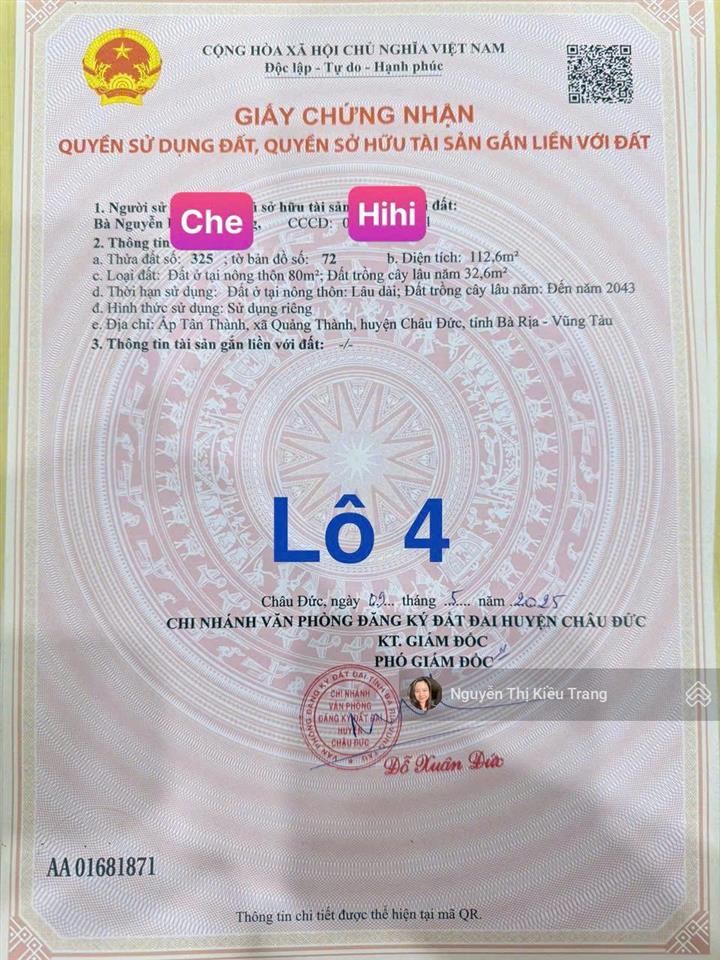 CỘNG HÒA XÃ HỘI CHỦ NGHĨA VIỆT NAM
Độc lập - Tự do - Hạnh phúc
GIẤY CHỨNG NHẬN
QUYỀN SỬ DỤNG ĐẤT, QUYỀN SỞ HỮU TÀI SẢN GẮN LIỀN VỚI ĐẤT
1. Người sử Che sở hữu tài sản Hihi đất:
Bà Nguyễn CCCD: 0
2. Thông tin
a. Thửa đất số: 325 ; tờ bản đồ số: 72 b. Diện tích: 112,6m²
c. Loại đất: Đất ở tại nông thôn 80m²; Đất trồng cây lâu năm 32,6m²
d. Thời hạn sử dụng: Đất ở tại nông thôn: Lâu dài; Đất trồng cây lâu năm: Đến năm 2043
đ. Hình thức sử dụng: Sử dụng riêng
e. Địa chỉ: Ấp Tân Thành, xã Quảng Thành, huyện Châu Đức, tỉnh Bà Rịa - Vũng Tàu
3. Thông tin tài sản gắn liền với đất: -/-
Lô 4
Châu Đức, ngày 09 tháng 5 năm 2025
CHI NHÁNH VĂN PHÒNG ĐĂNG KÝ ĐẤT ĐAI HUYỆN CHÂU ĐỨC
KT. GIÁM ĐỐC
PHÓ GIÁM ĐỐC
Nguyễn Thị Kiều Trang
CHI NHÁNH
VĂN PHÒNG
ĐĂNG KÝ ĐẤT ĐAI
HUYỆN
CHÂU ĐỨC
Đỗ Xuân Đức
AA 01681871
Thông tin chi tiết được thể hiện tại mã QR.